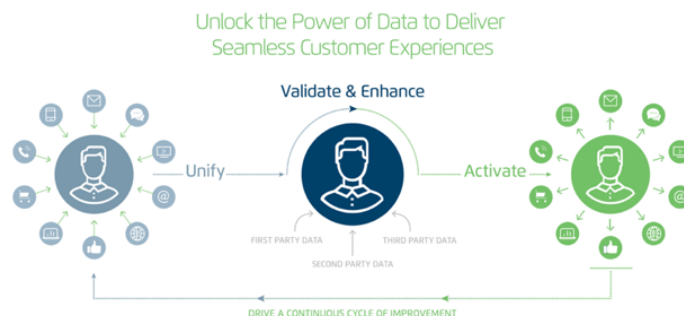 Unlock the Power of Data to Deliver
Seamless Customer Experiences
Validate & Enhance
Unify
Activate
FIRST PARTY DATA
THIRD PARTY DATA
SECOND PARTY DATA
DRIVE A CONTINUOUS CYCLE OF IMPROVEMENT